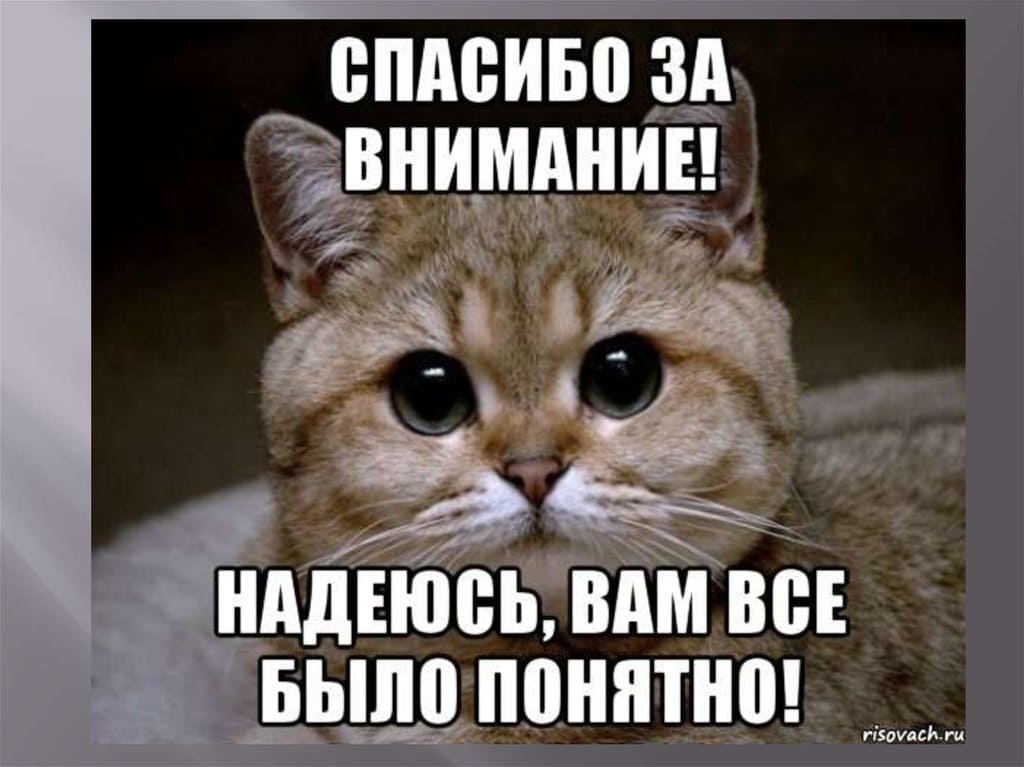 СПАСИБО ЗА
ВНИМАНИЕ!
НАДЕЮСЬ, ВАМ ВСЕ
БЫЛО ПОНЯТНО!
risovach.ru